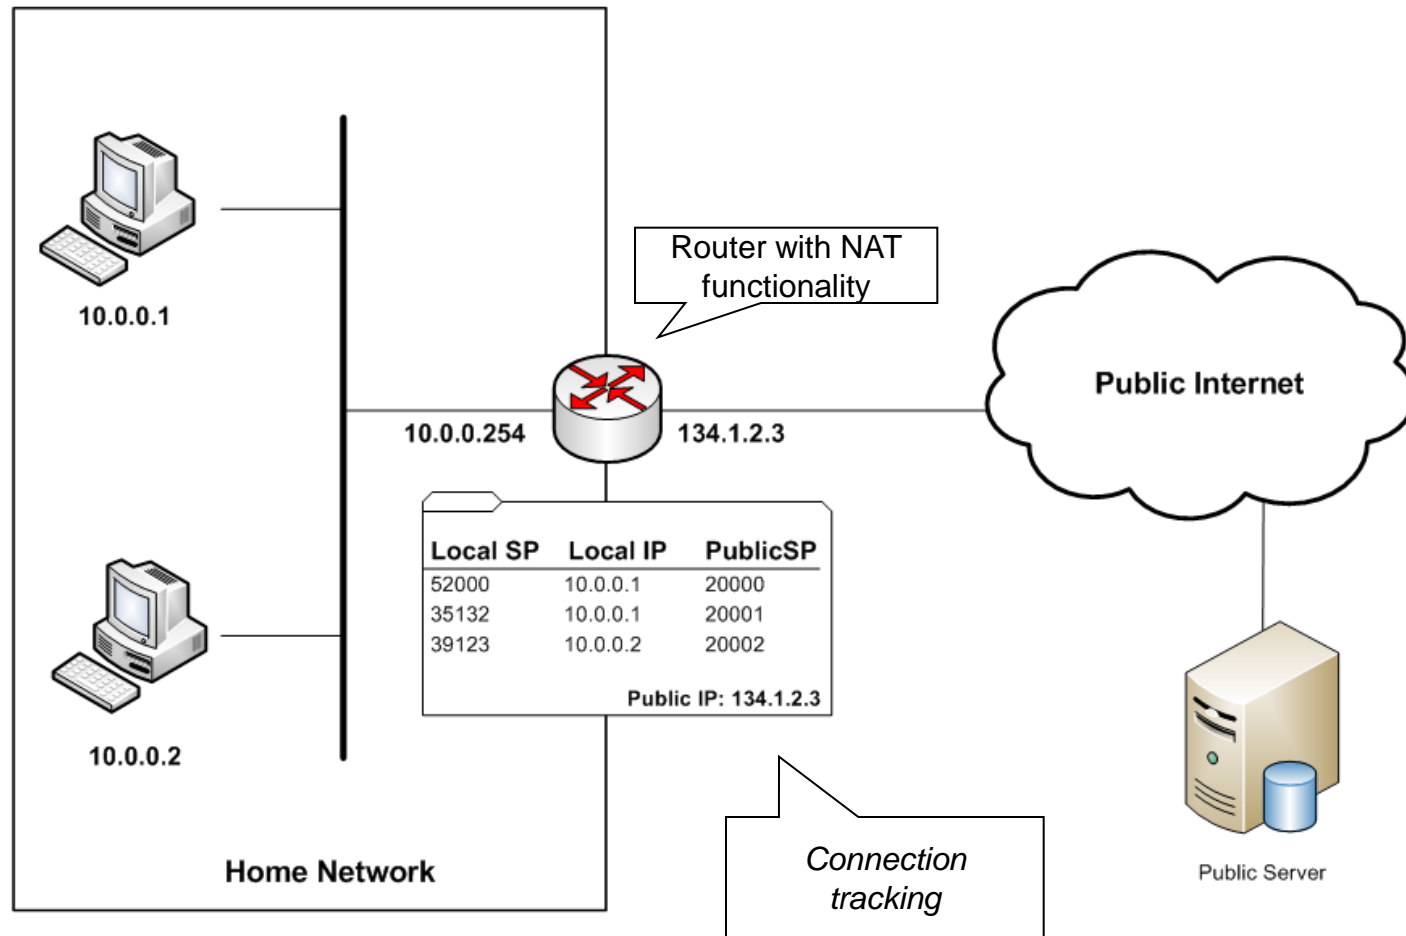 Router with NAT
functionality
10.0.0.1
Public Internet
10.0.0.254
134.1.2.3
Local SP Local IP PublicSP
52000 10.0.0.1 20000
35132 10.0.0.1 20001
39123 10.0.0.2 20002
Public IP: 134.1.2.3
10.0.0.2
Connection
tracking
Home Network
Public Server